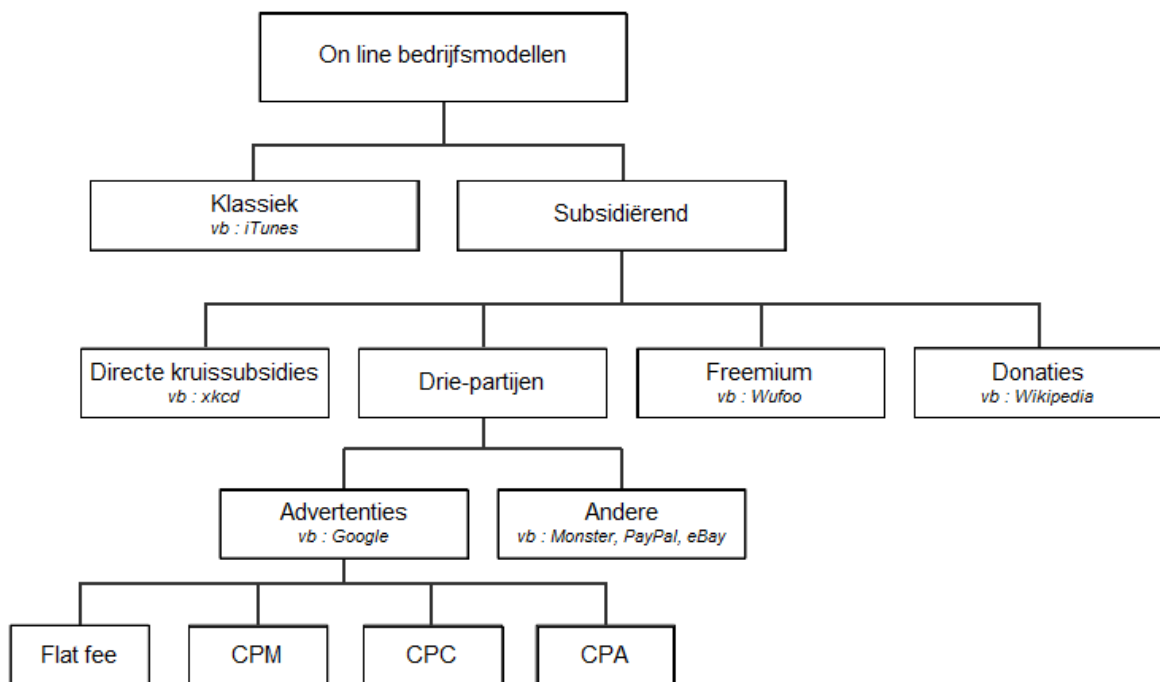 On line bedrijfsmodellen
Klassiek
vb : iTunes
Subsidiërend
Directe kruissubsidies
vb : xkcd
Drie-partijen
Freemium
vb : Wufoo
Donaties
vb : Wikipedia
Advertenties
vb : Google
Andere
vb : Monster, PayPal, eBay
Flat fee
CPM
CPC
CPA